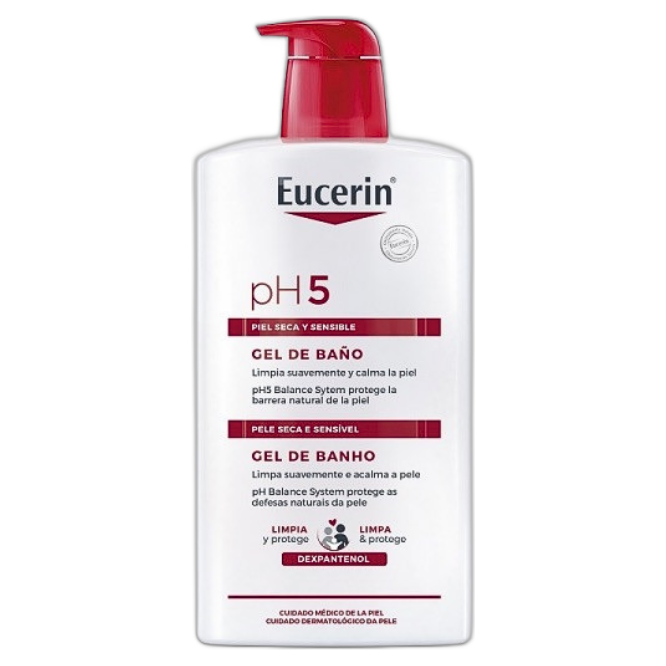 Eucerin®
pH5
PIEL SECA Y SENSIBLE
GEL DE BAÑO
Limpia suavemente y calma la piel
pH5 Balance Sytem protege la
barrera natural de la piel
PELE SECA E SENSÍVEL
GEL DE BANHO
Limpa suavemente e acalma a pele
pH Balance System protege as
defesas naturais da pele
LIMPIA
y protege
LIMPA
& protege
DEXPANTENOL
CUIDADO MÉDICO DE LA PIEL
CUIDADO DERMATOLÓGICO DA PELE